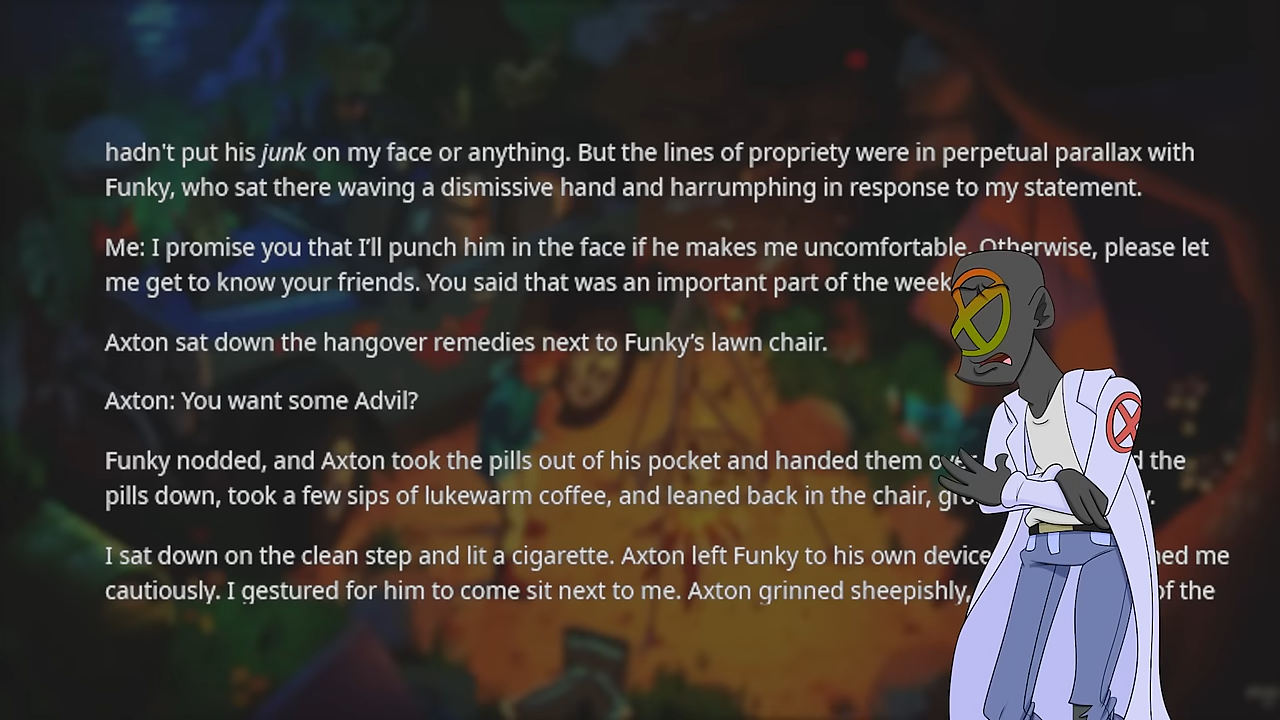 hadn't put his junk on my face or anything. But the lines of propriety were in perpetual parallax with
Funky, who sat there waving a dismissive hand and harrumphing in response to my statement.
Me: I promise you that I'll punch him in the face if he makes me uncomfortable. Otherwise, please let
me get to know your friends. You said that was an important part of the week
Axton sat down the hangover remedies next to Funky's lawn chair.
Axton: You want some Advil?
Funky nodded, and Axton took the pills out of his pocket and handed them over the
pills down, took a few sips of lukewarm coffee, and leaned back in the chair,
I sat down on the clean step and lit a cigarette. Axton left Funky to his own me
cautiously. I gestured for him to come sit next to me. Axton grinned sheepishly, of the